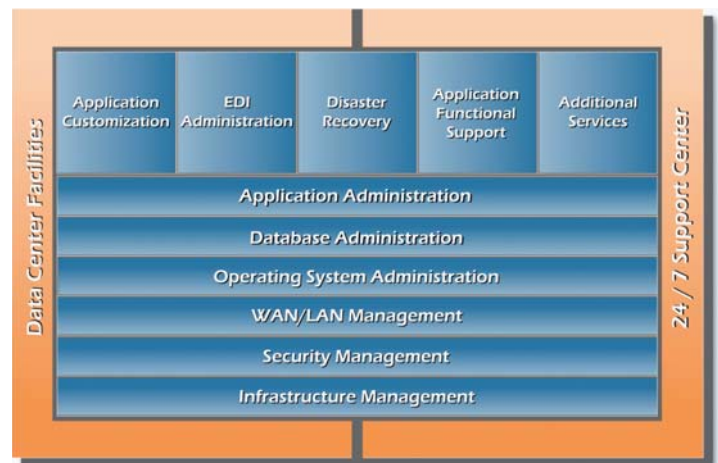 Data Center Facilities
Application
Customization
EDI
Administration
Disaster
Recovery
Application
Functional
Support
Additional
Services
Application Administration
Database Administration
Operating System Administration
WAN/LAN Management
Security Management
Infrastructure Management
24 / 7 Support Center